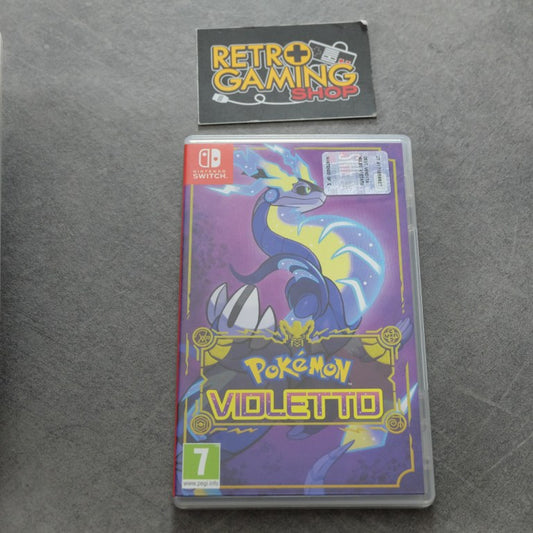 RETRO
GAMING
SHOP
NINTENDO
SWITCH
POKéMON
VIOLETTO
7
www.pegi.info